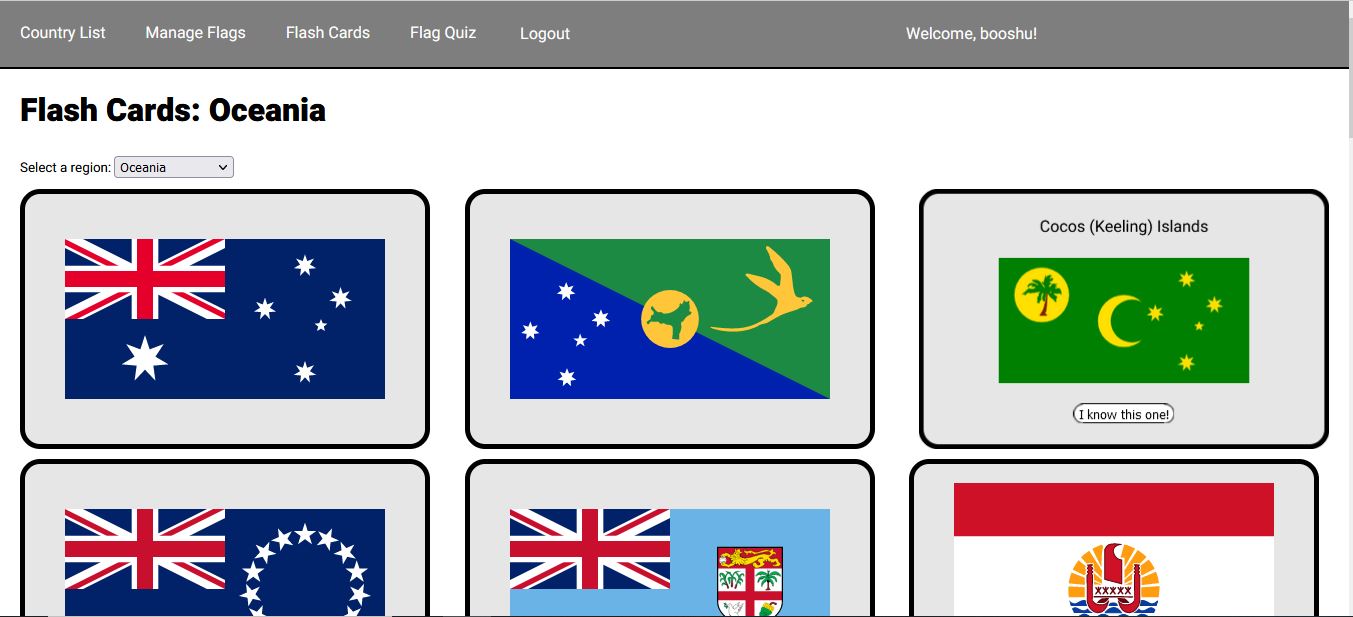 Country List Manage Flags Flash Cards Flag Quiz Logout Welcome, booshu!
Flash Cards: Oceania
Select a region: Oceania
Cocos (Keeling) Islands
I know this one!